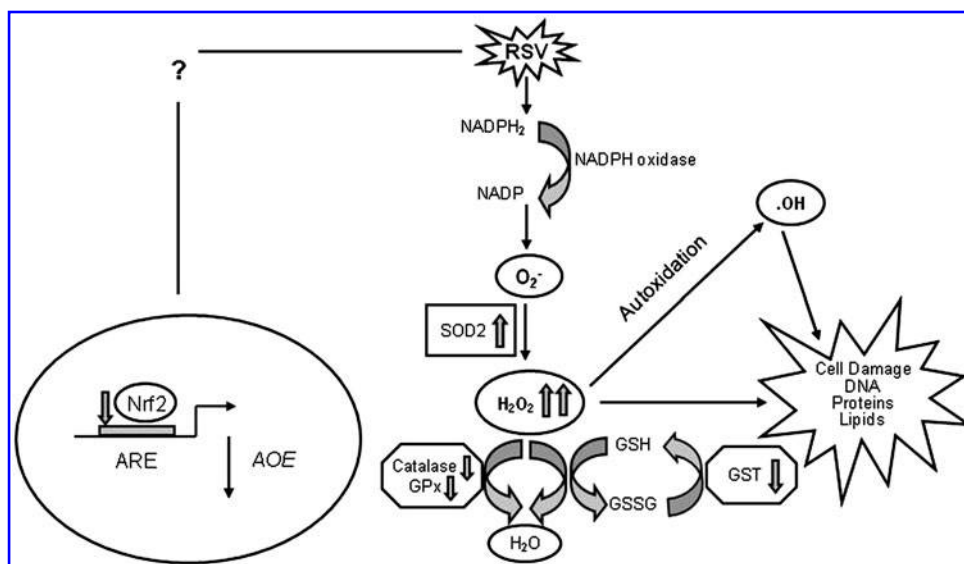 RSV
?
NADPH₂
NADPH oxidase
NADP
.OH
O₂⁻
Autoxidation
SOD2
Cell Damage
DNA
Proteins
Lipids
H₂O₂
Nrf2
ARE
AOE
Catalase
GPx
GSH
GSSG
GST
H₂O